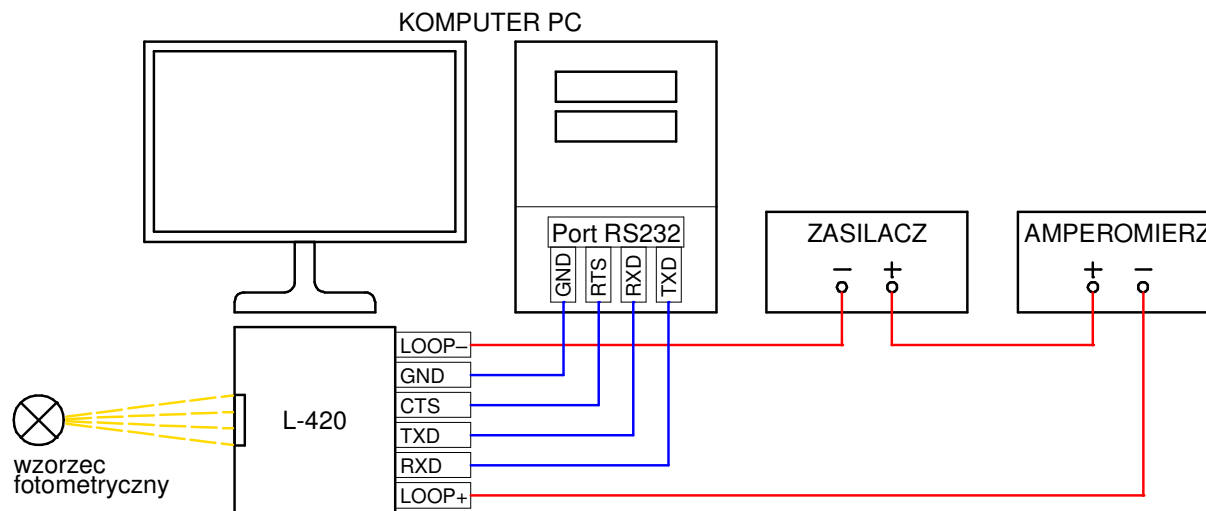 KOMPUTER PC
Port RS232
GND
RTS
RXD
TXD
ZASILACZ
– +
AMPEROMIERZ
+ –
LOOP–
GND
CTS
TXD
RXD
LOOP+
L-420
wzorzec
fotometryczny